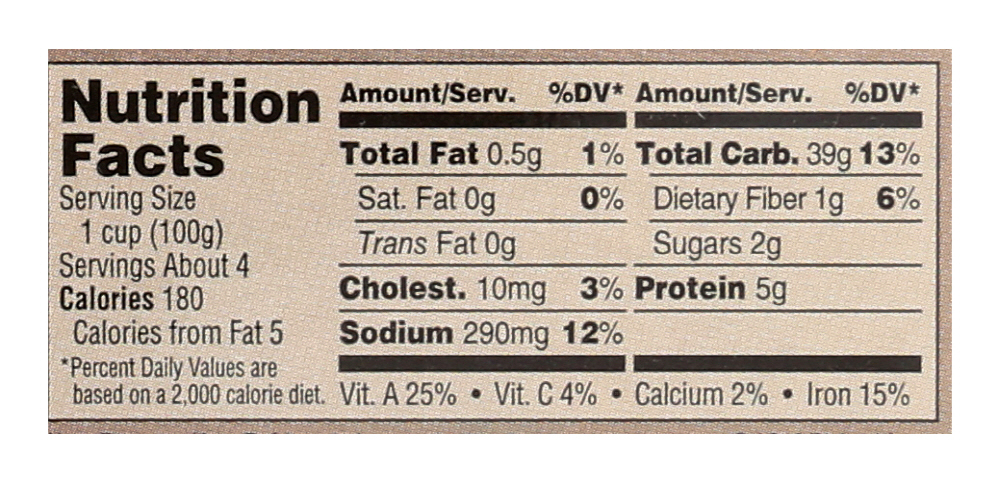 Nutrition
Facts
Serving Size
1 cup (100g)
Servings About 4
Calories 180
Calories from Fat 5
*Percent Daily Values are
based on a 2,000 calorie diet.
Amount/Serv. %DV*
Total Fat 0.5g 1%
Sat. Fat 0g 0%
Trans Fat 0g
Cholest. 10mg 3%
Sodium 290mg 12%
Amount/Serv. %DV*
Total Carb. 39g 13%
Dietary Fiber 1g 6%
Sugars 2g
Protein 5g
Vit. A 25% • Vit. C 4% • Calcium 2% • Iron 15%